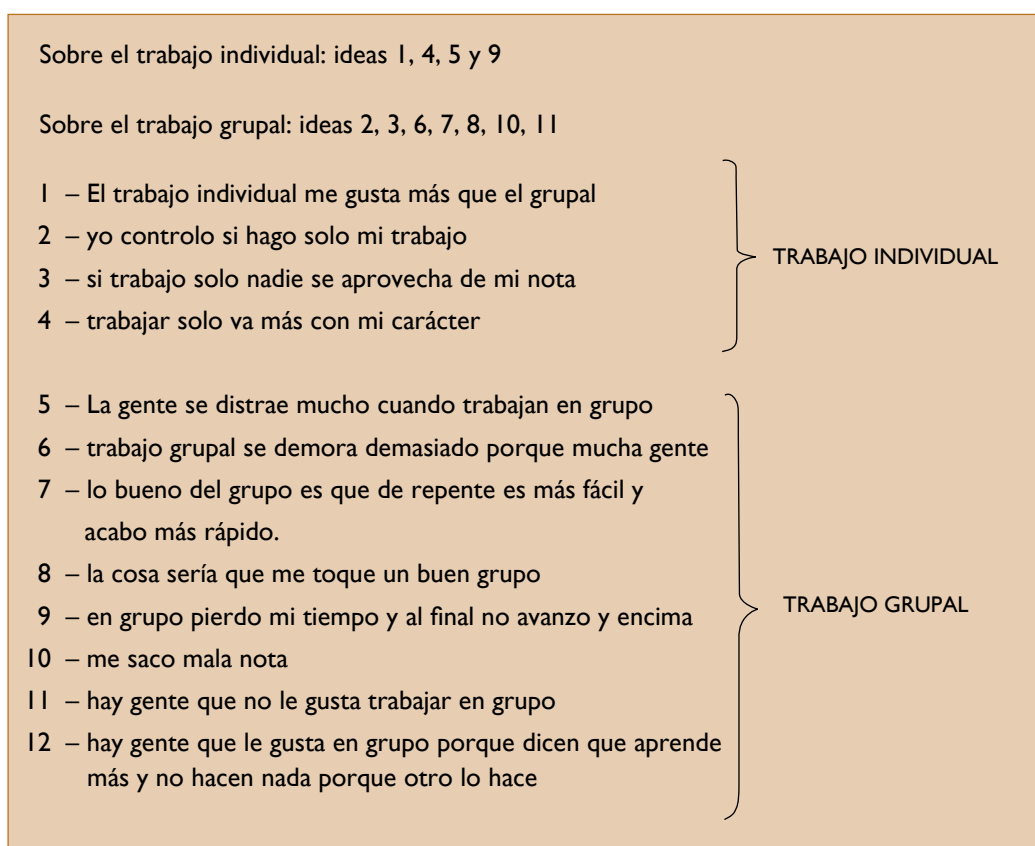 Sobre el trabajo individual: ideas 1, 4, 5 y 9
Sobre el trabajo grupal: ideas 2, 3, 6, 7, 8, 10, 11
1 – El trabajo individual me gusta más que el grupal
2 – yo controlo si hago solo mi trabajo
3 – si trabajo solo nadie se aprovecha de mi nota
4 – trabajar solo va más con mi carácter
TRABAJO INDIVIDUAL
5 – La gente se distrae mucho cuando trabajan en grupo
6 – trabajo grupal se demora demasiado porque mucha gente
7 – lo bueno del grupo es que de repente es más fácil y
acabo más rápido.
8 – la cosa sería que me toque un buen grupo
9 – en grupo pierdo mi tiempo y al final no avanzo y encima
10 – me saco mala nota
11 – hay gente que no le gusta trabajar en grupo
12 – hay gente que le gusta en grupo porque dicen que aprende
más y no hacen nada porque otro lo hace
TRABAJO GRUPAL